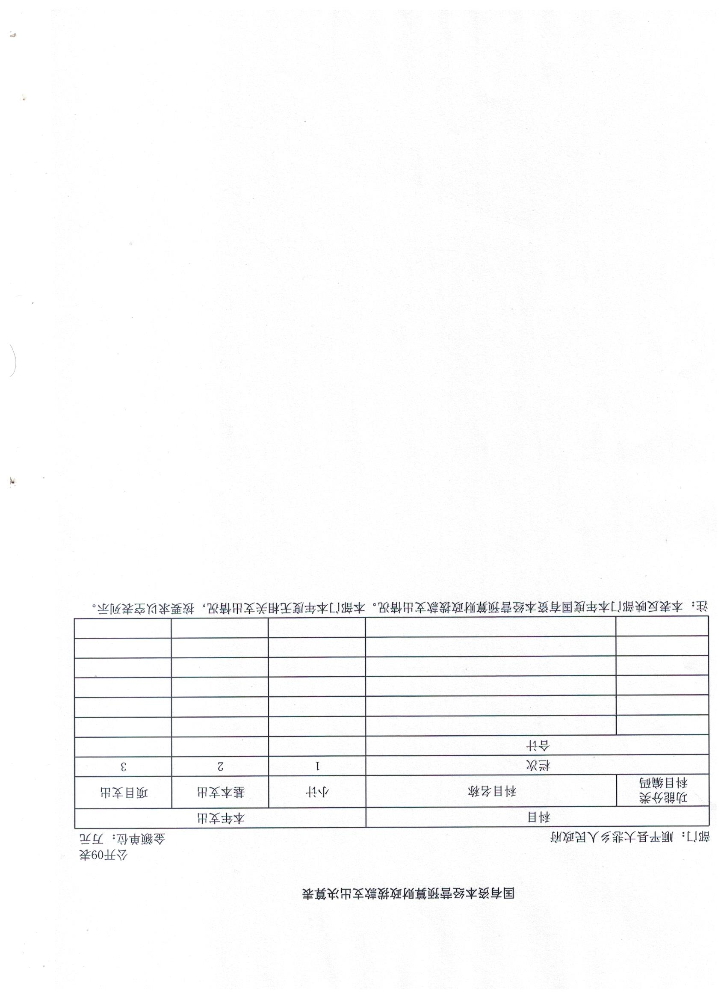 国有资本经营预算财政拨款支出决算表
公开09表
部门：顺平县大悲乡人民政府 金额单位：万元
科目 本年支出
功能分类
科目编码 科目名称 小计 基本支出 项目支出
栏次 1 2 3
合计
注：本表反映部门本年度国有资本经营预算财政拨款支出情况。本部门本年度无相关支出情况，按要求以空表列示。